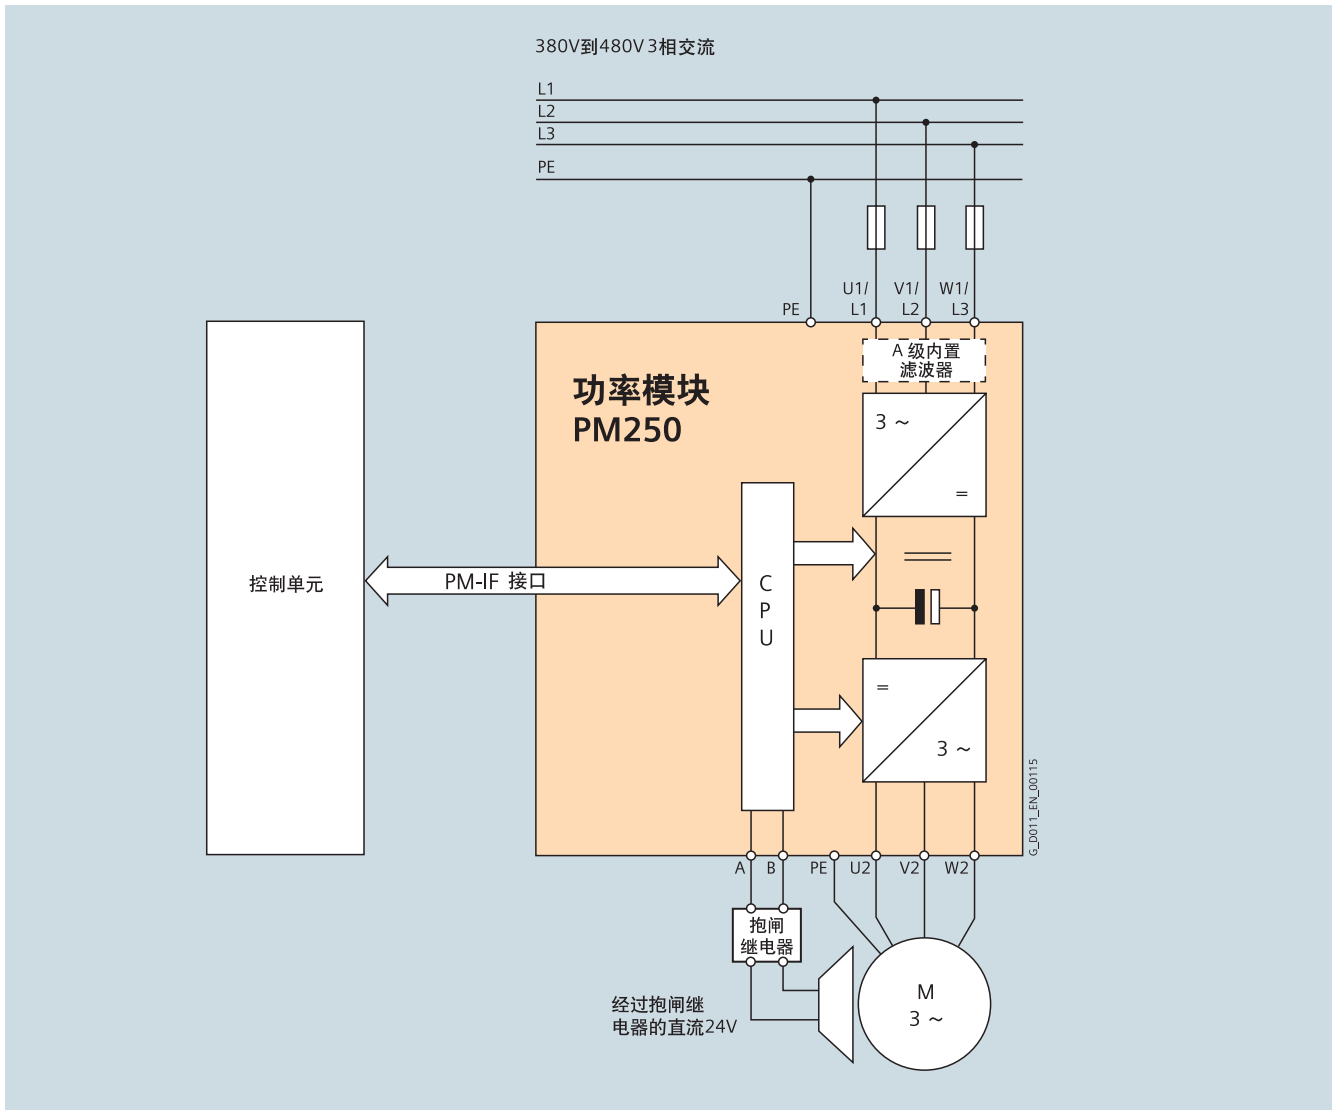 380V到480V 3相交流
L1
L2
L3
PE
U1/ V1/ W1/
PE L1 L2 L3
A 级内置
滤波器
功率模块
PM250
3 ~
=
控制单元
PM-IF 接口
C
P
U
=
3 ~
G_D011_EN_00115
A B PE U2 V2 W2
抱闸
继电器
M
3 ~
经过抱闸继
电器的直流24V